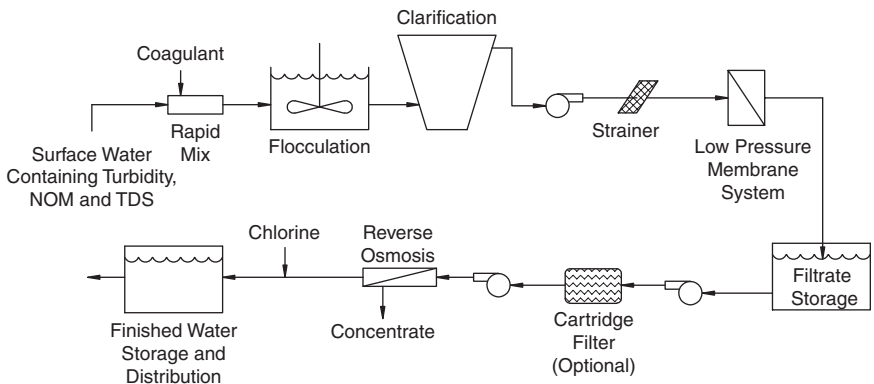 Clarification
Coagulant
Rapid
Mix
Flocculation
Strainer
Surface Water
Containing Turbidity,
NOM and TDS
Low Pressure
Membrane
System
Chlorine
Reverse
Osmosis
Filtrate
Storage
Concentrate
Cartridge
Filter
(Optional)
Finished Water
Storage and
Distribution